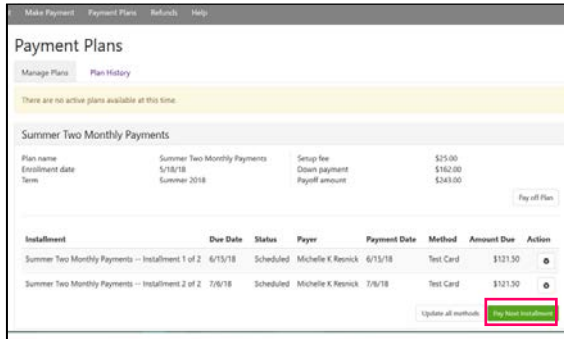 Make Payment Payment Plans Refunds Help
Payment Plans
Manage Plans Plan History
There are no active plans available at this time.
Summer Two Monthly Payments
Plan name Summer Two Monthly Payments Setup fee $25.00
Enrollment date 5/18/18 Down payment $162.00
Term Summer 2018 Payoff amount $243.00
Pay off Plan
Installment Due Date Status Payer Payment Date Method Amount Due Action
Summer Two Monthly Payments -- Installment 1 of 2 6/15/18 Scheduled Michelle K Resnick 6/15/18 Test Card $121.50
Summer Two Monthly Payments -- Installment 2 of 2 7/6/18 Scheduled Michelle K Resnick 7/6/18 Test Card $121.50
Update all methods Pay Next Installment